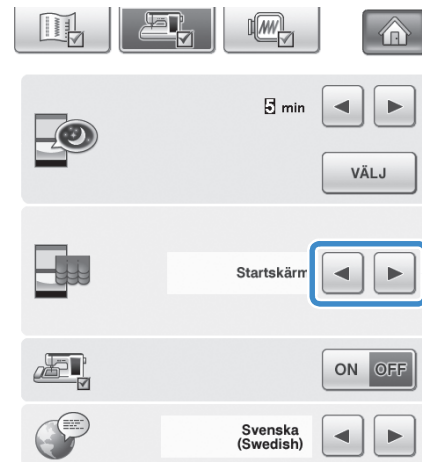 5 min
VÄLJ
Startskärm
ON OFF
Svenska
(Swedish)